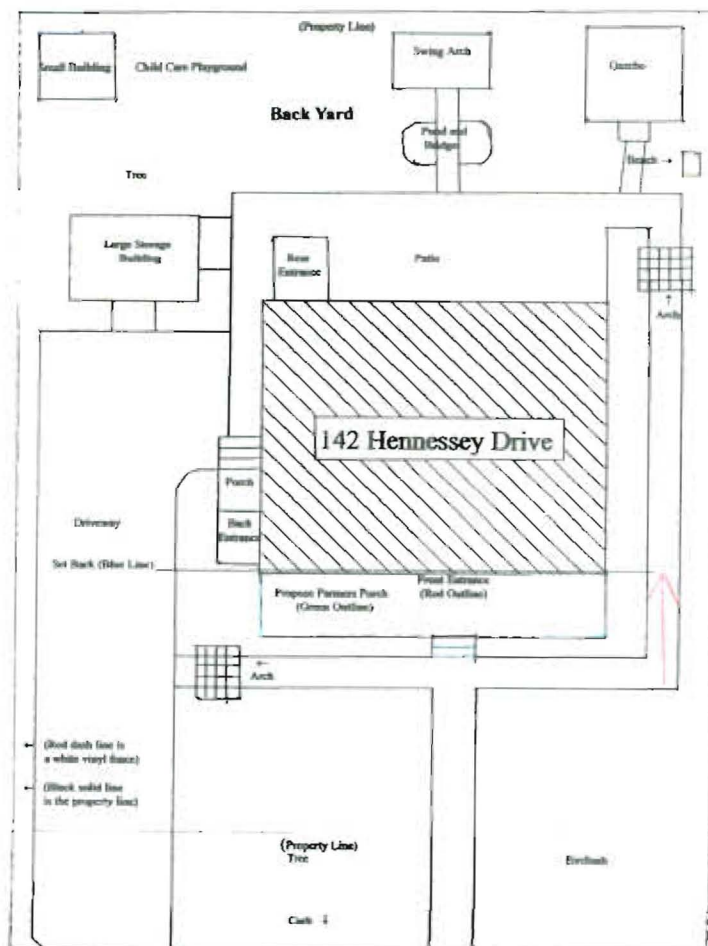 (Property Line)
Small Building
Child Care Playground
Swing Arch
Gazebo
Back Yard
Pond and
Bridge
Bench →
Tree
Large Storage
Building
Rear
Entrance
Patio
↑
Arch
142 Hennessey Drive
Porch
Driveway
Back
Entrance
Set Back (Blue Line)
Front Entrance
(Red Outline)
Propose Farmers Porch
(Green Outline)
←
Arch
← (Red dash line is
a white vinyl fence)
← (Black solid line
is the property line)
(Property Line)
Tree
Curb ↓